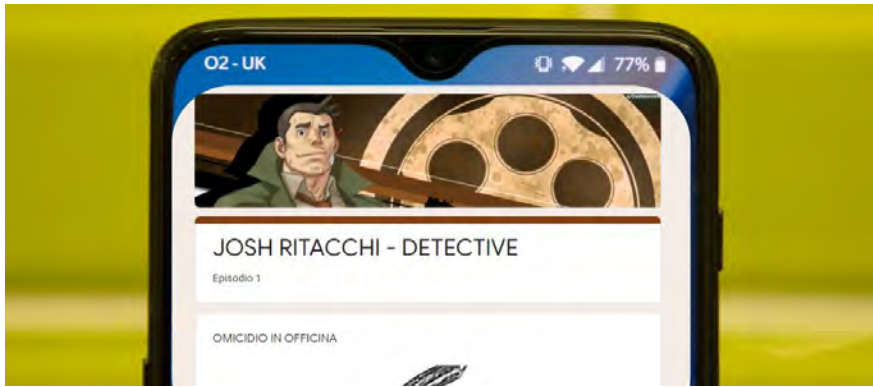 O2 - UK
77%
JOSH RITACCHI - DETECTIVE
Episodio 1
OMICIDIO IN OFFICINA